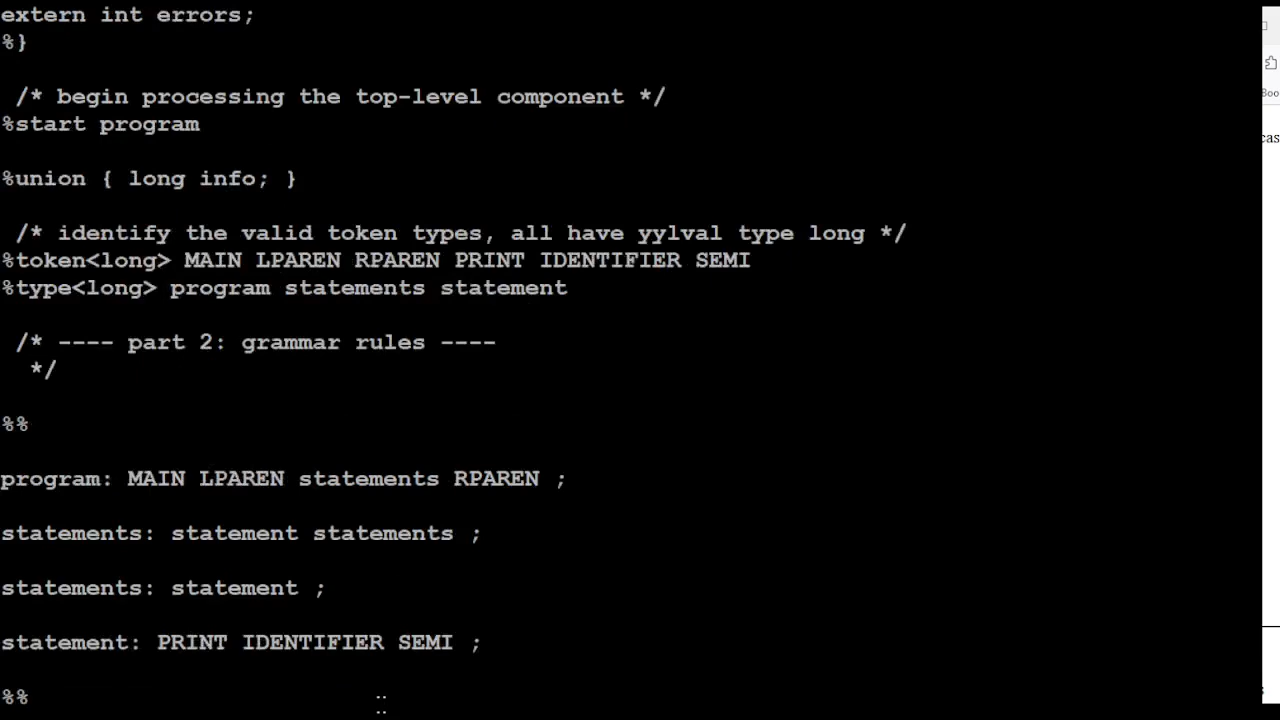 extern int errors;
%}
/* begin processing the top-level component */
%start program
%union { long info; }
/* identify the valid token types, all have yylval type long */
%token<long> MAIN LPAREN RPAREN PRINT IDENTIFIER SEMI
%type<long> program statements statement
/* ---- part 2: grammar rules ----
*/
%%
program: MAIN LPAREN statements RPAREN ;
statements: statement statements ;
statements: statement ;
statement: PRINT IDENTIFIER SEMI ;
%%
Boo
cas